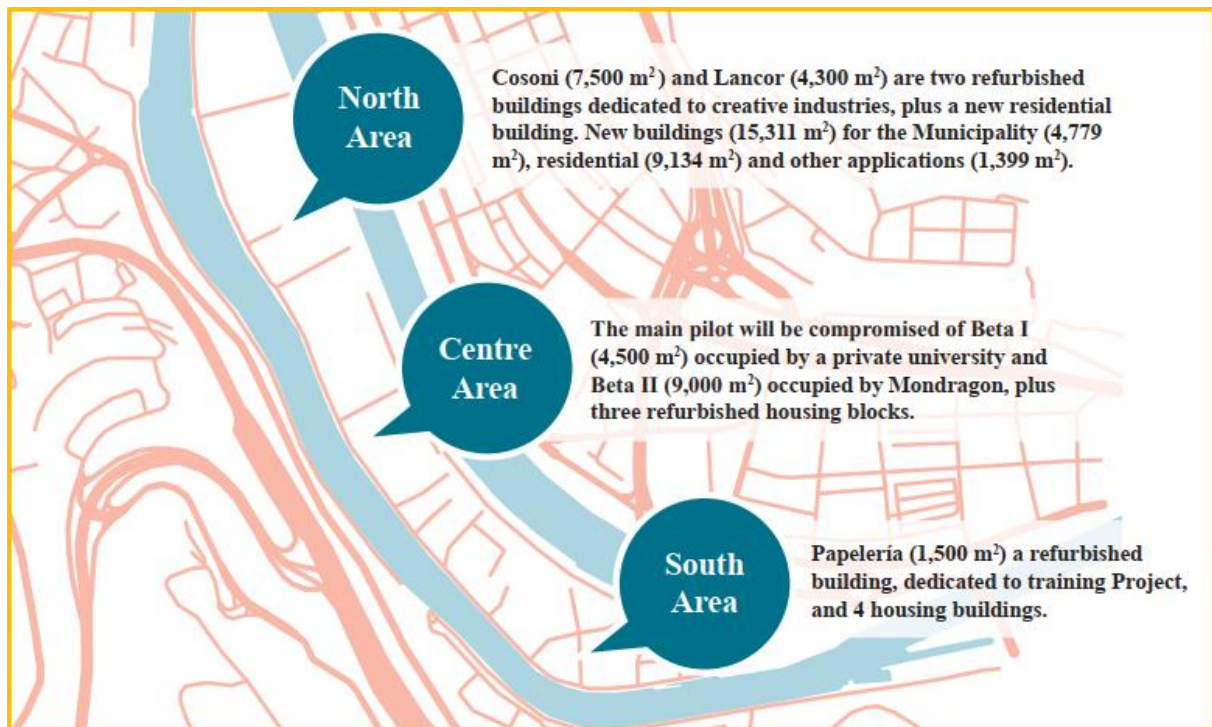 North
Area
Cosoni (7,500 m²) and Lancor (4,300 m²) are two refurbished
buildings dedicated to creative industries, plus a new residential
building. New buildings (15,311 m²) for the Municipality (4,779
m²), residential (9,134 m²) and other applications (1,399 m²).
Centre
Area
The main pilot will be compromised of Beta I
(4,500 m²) occupied by a private university and
Beta II (9,000 m²) occupied by Mondragon, plus
three refurbished housing blocks.
South
Area
Papelería (1,500 m²) a refurbished
building, dedicated to training Project,
and 4 housing buildings.